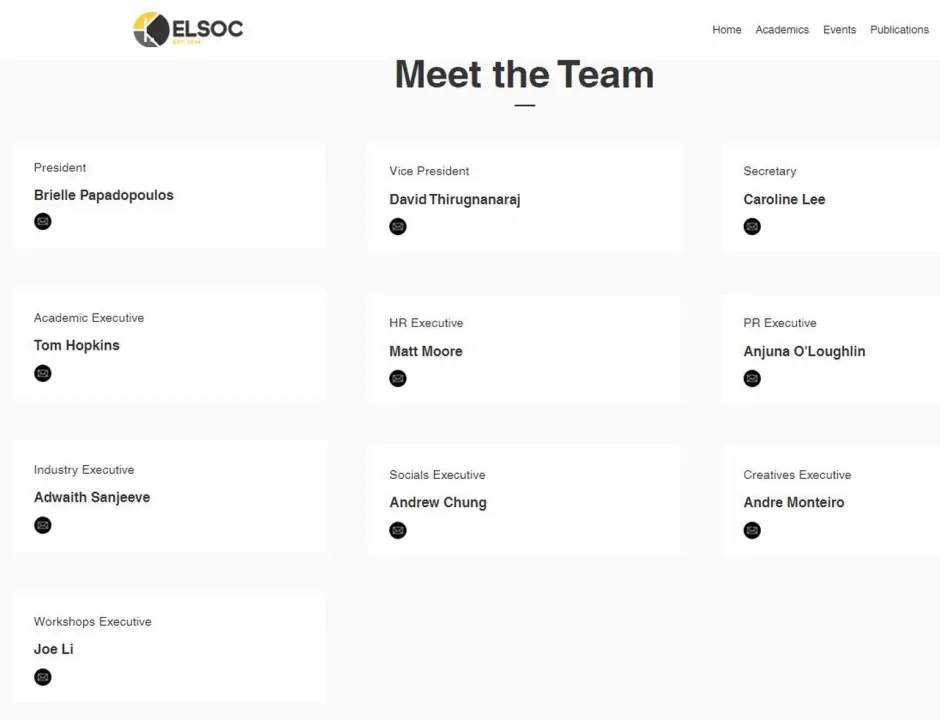 ELSOC
Home Academics Events Publications
Meet the Team
President
Brielle Papadopoulos
Vice President
David Thirugnanaraj
Secretary
Caroline Lee
Academic Executive
Tom Hopkins
HR Executive
Matt Moore
PR Executive
Anjuna O'Loughlin
Industry Executive
Adwaith Sanjeeve
Socials Executive
Andrew Chung
Creatives Executive
Andre Monteiro
Workshops Executive
Joe Li